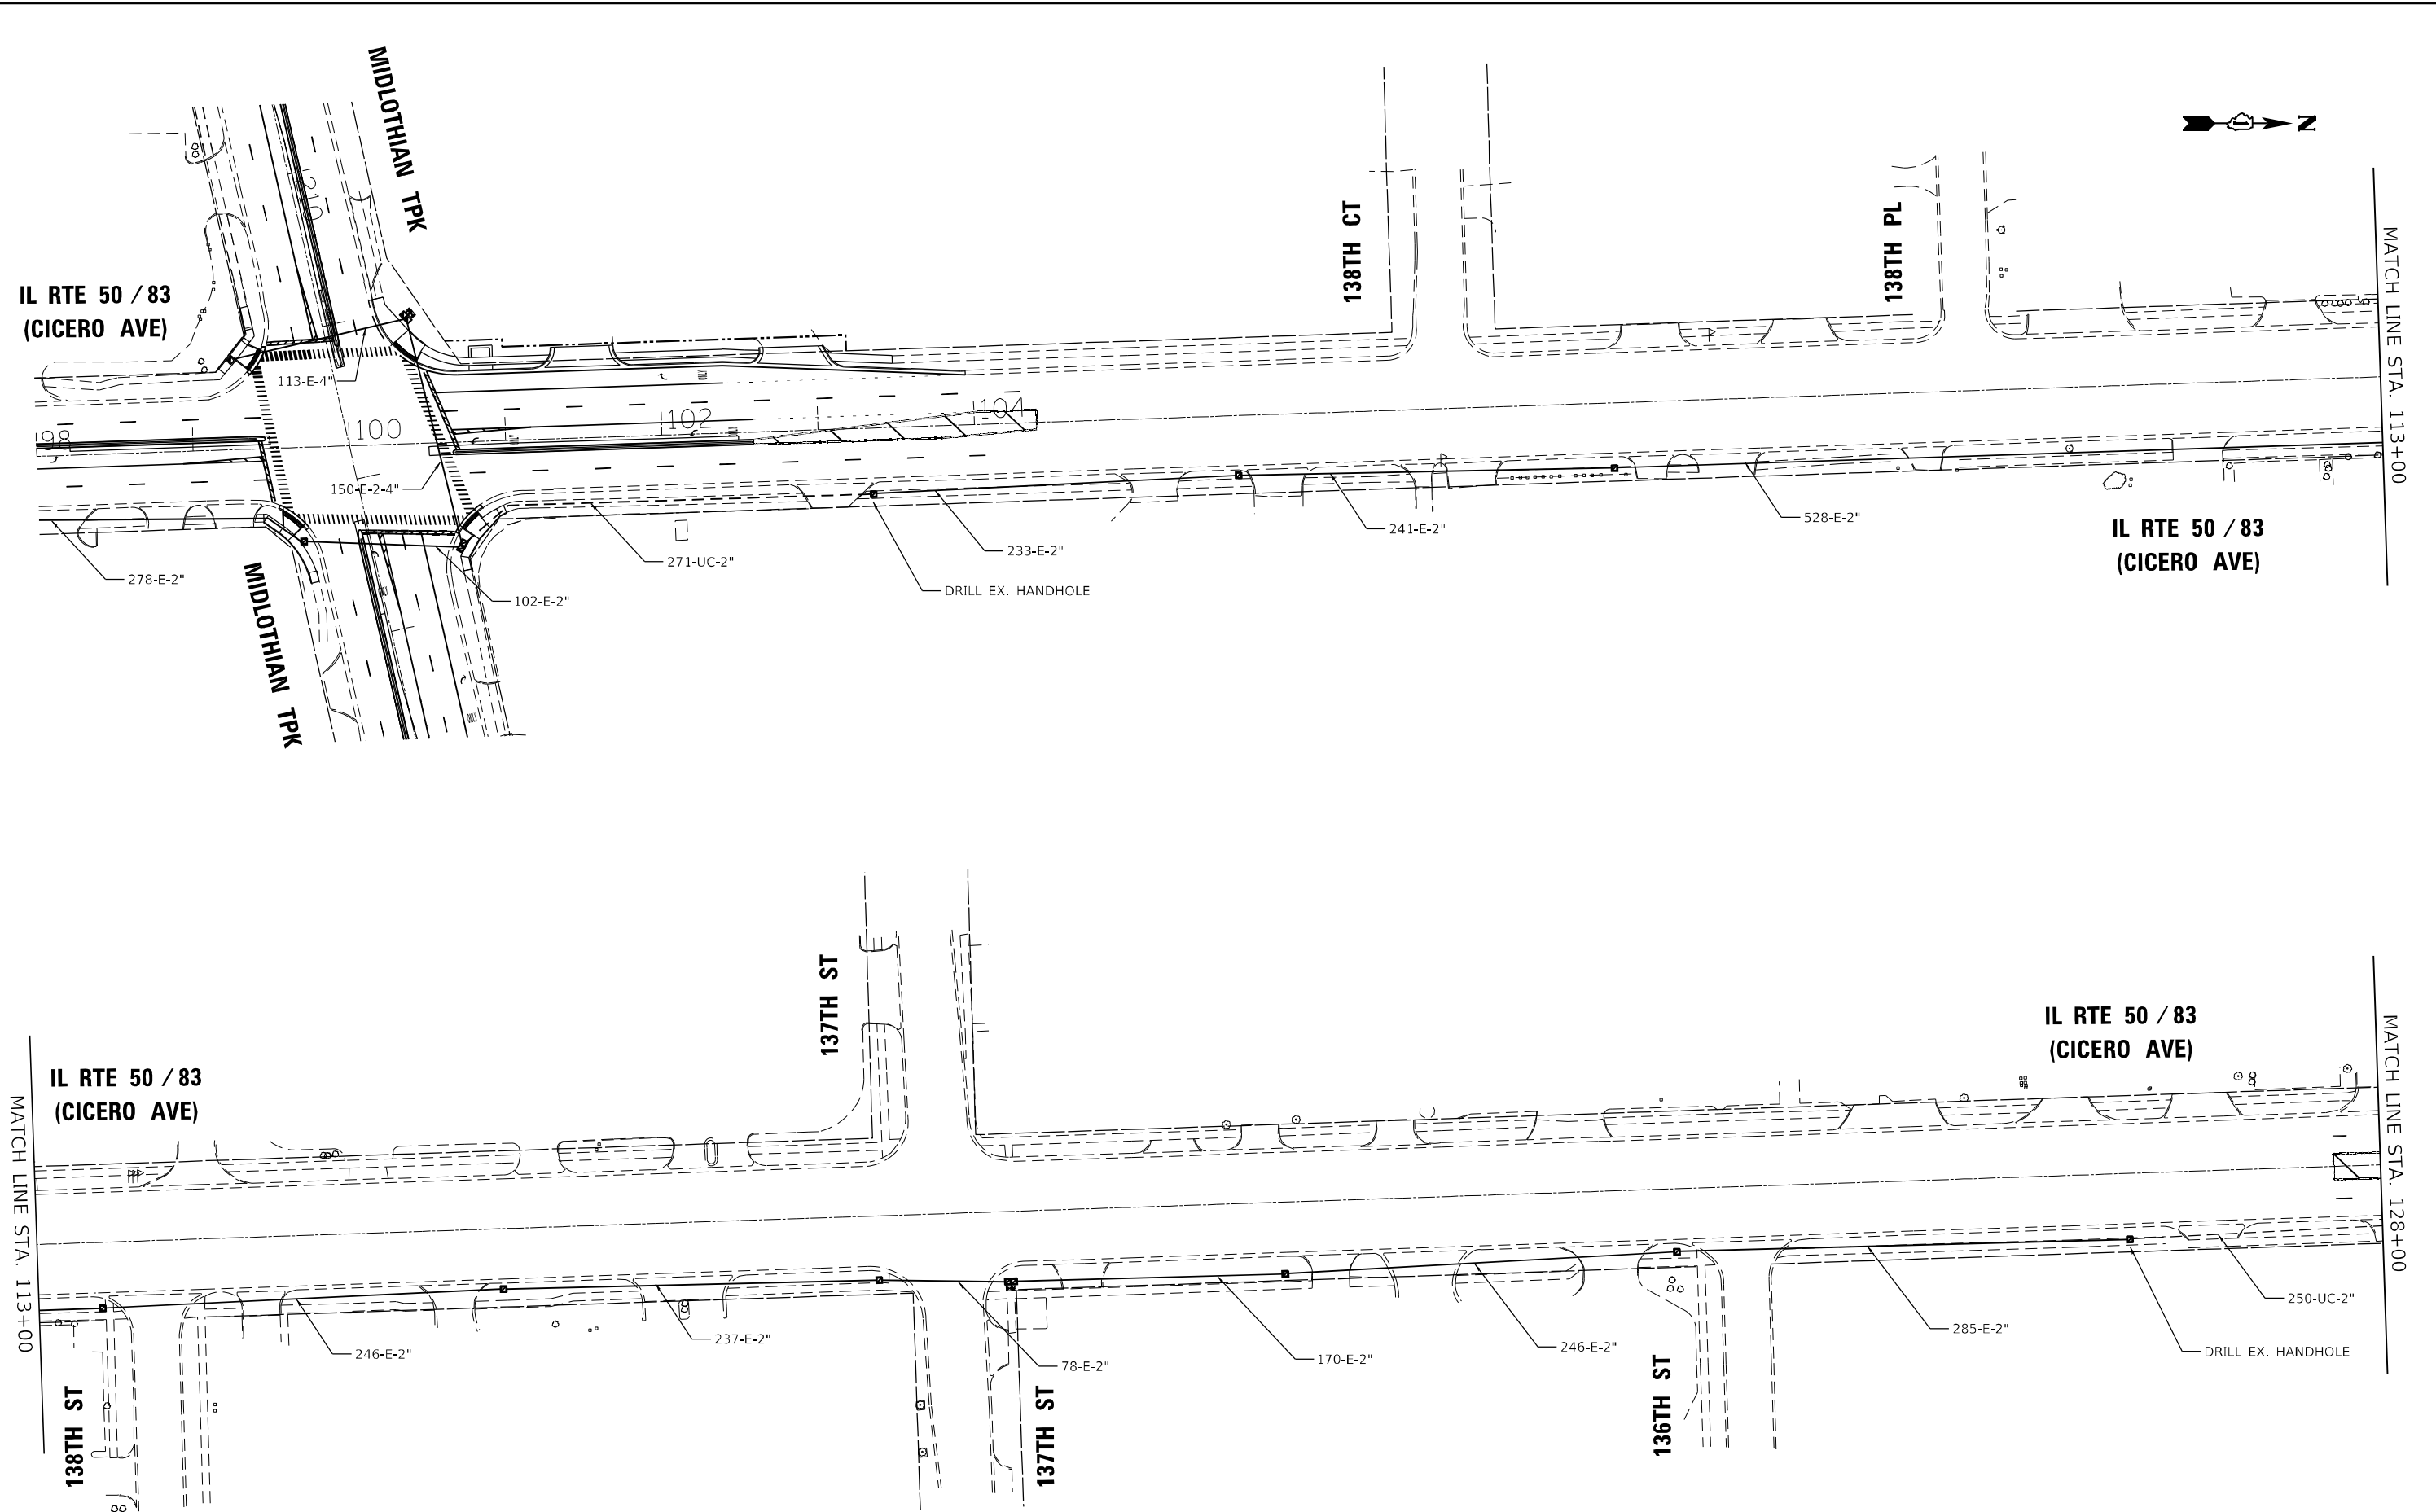 MIDLOTHIAN TPK
N
210
138TH CT
138TH PL
MATCH LINE STA. 113+00
IL RTE 50 / 83
(CICERO AVE)
113-E-4"
98
100
102
104
150-E-2-4"
278-E-2"
102-E-2"
271-UC-2"
233-E-2"
DRILL EX. HANDHOLE
241-E-2"
528-E-2"
IL RTE 50 / 83
(CICERO AVE)
MIDLOTHIAN TPK
ONLY
137TH ST
IL RTE 50 / 83
(CICERO AVE)
MATCH LINE STA. 128+00
IL RTE 50 / 83
(CICERO AVE)
MATCH LINE STA. 113+00
246-E-2"
237-E-2"
78-E-2"
170-E-2"
246-E-2"
285-E-2"
250-UC-2"
DRILL EX. HANDHOLE
138TH ST
137TH ST
136TH ST